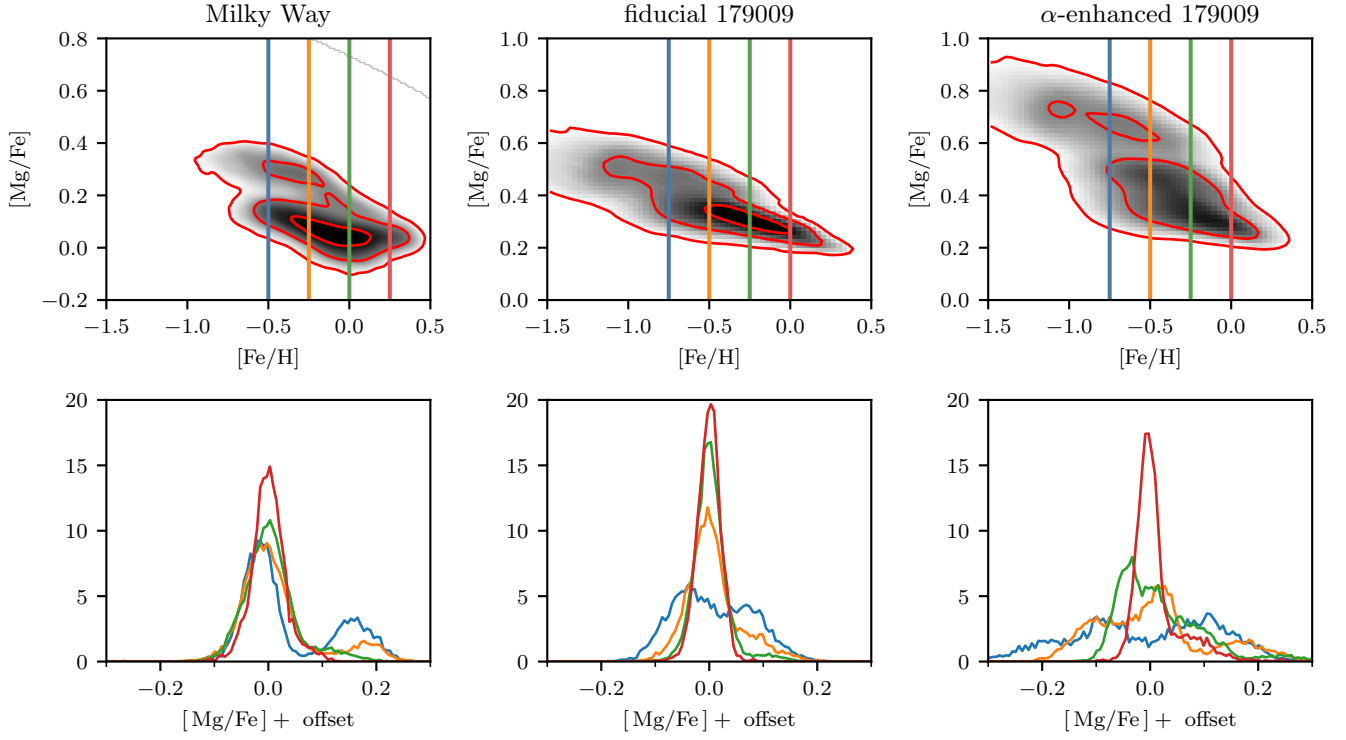 Milky Way
fiducial 179009
α-enhanced 179009
0.8
0.6
0.4
0.2
0.0
−0.2
[Mg/Fe]
−1.5 −1.0 −0.5 0.0 0.5
[Fe/H]
1.0
0.8
0.6
0.4
0.2
0.0
[Mg/Fe]
−1.5 −1.0 −0.5 0.0 0.5
[Fe/H]
1.0
0.8
0.6
0.4
0.2
0.0
[Mg/Fe]
−1.5 −1.0 −0.5 0.0 0.5
[Fe/H]
20
15
10
5
0
−0.2 0.0 0.2
[Mg/Fe] + offset
20
15
10
5
0
−0.2 0.0 0.2
[Mg/Fe] + offset
20
15
10
5
0
−0.2 0.0 0.2
[Mg/Fe] + offset